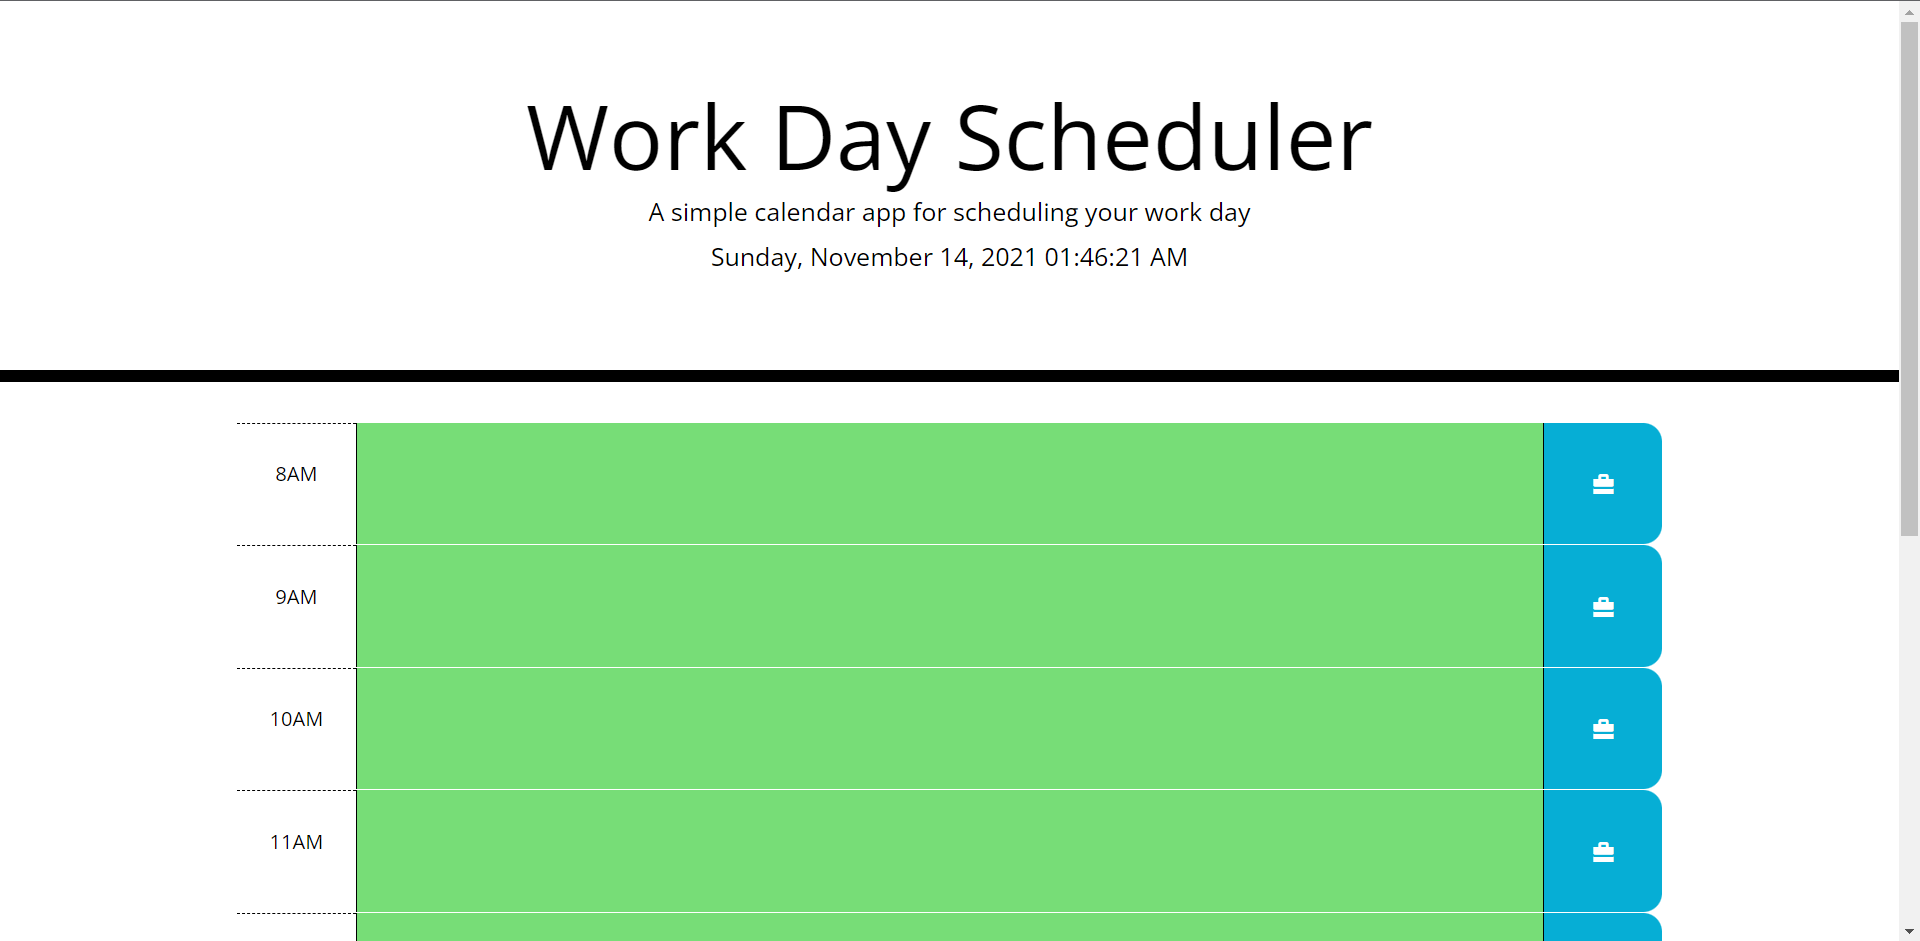 Work Day Scheduler
A simple calendar app for scheduling your work day
Sunday, November 14, 2021 01:46:21 AM
8AM
9AM
10AM
11AM